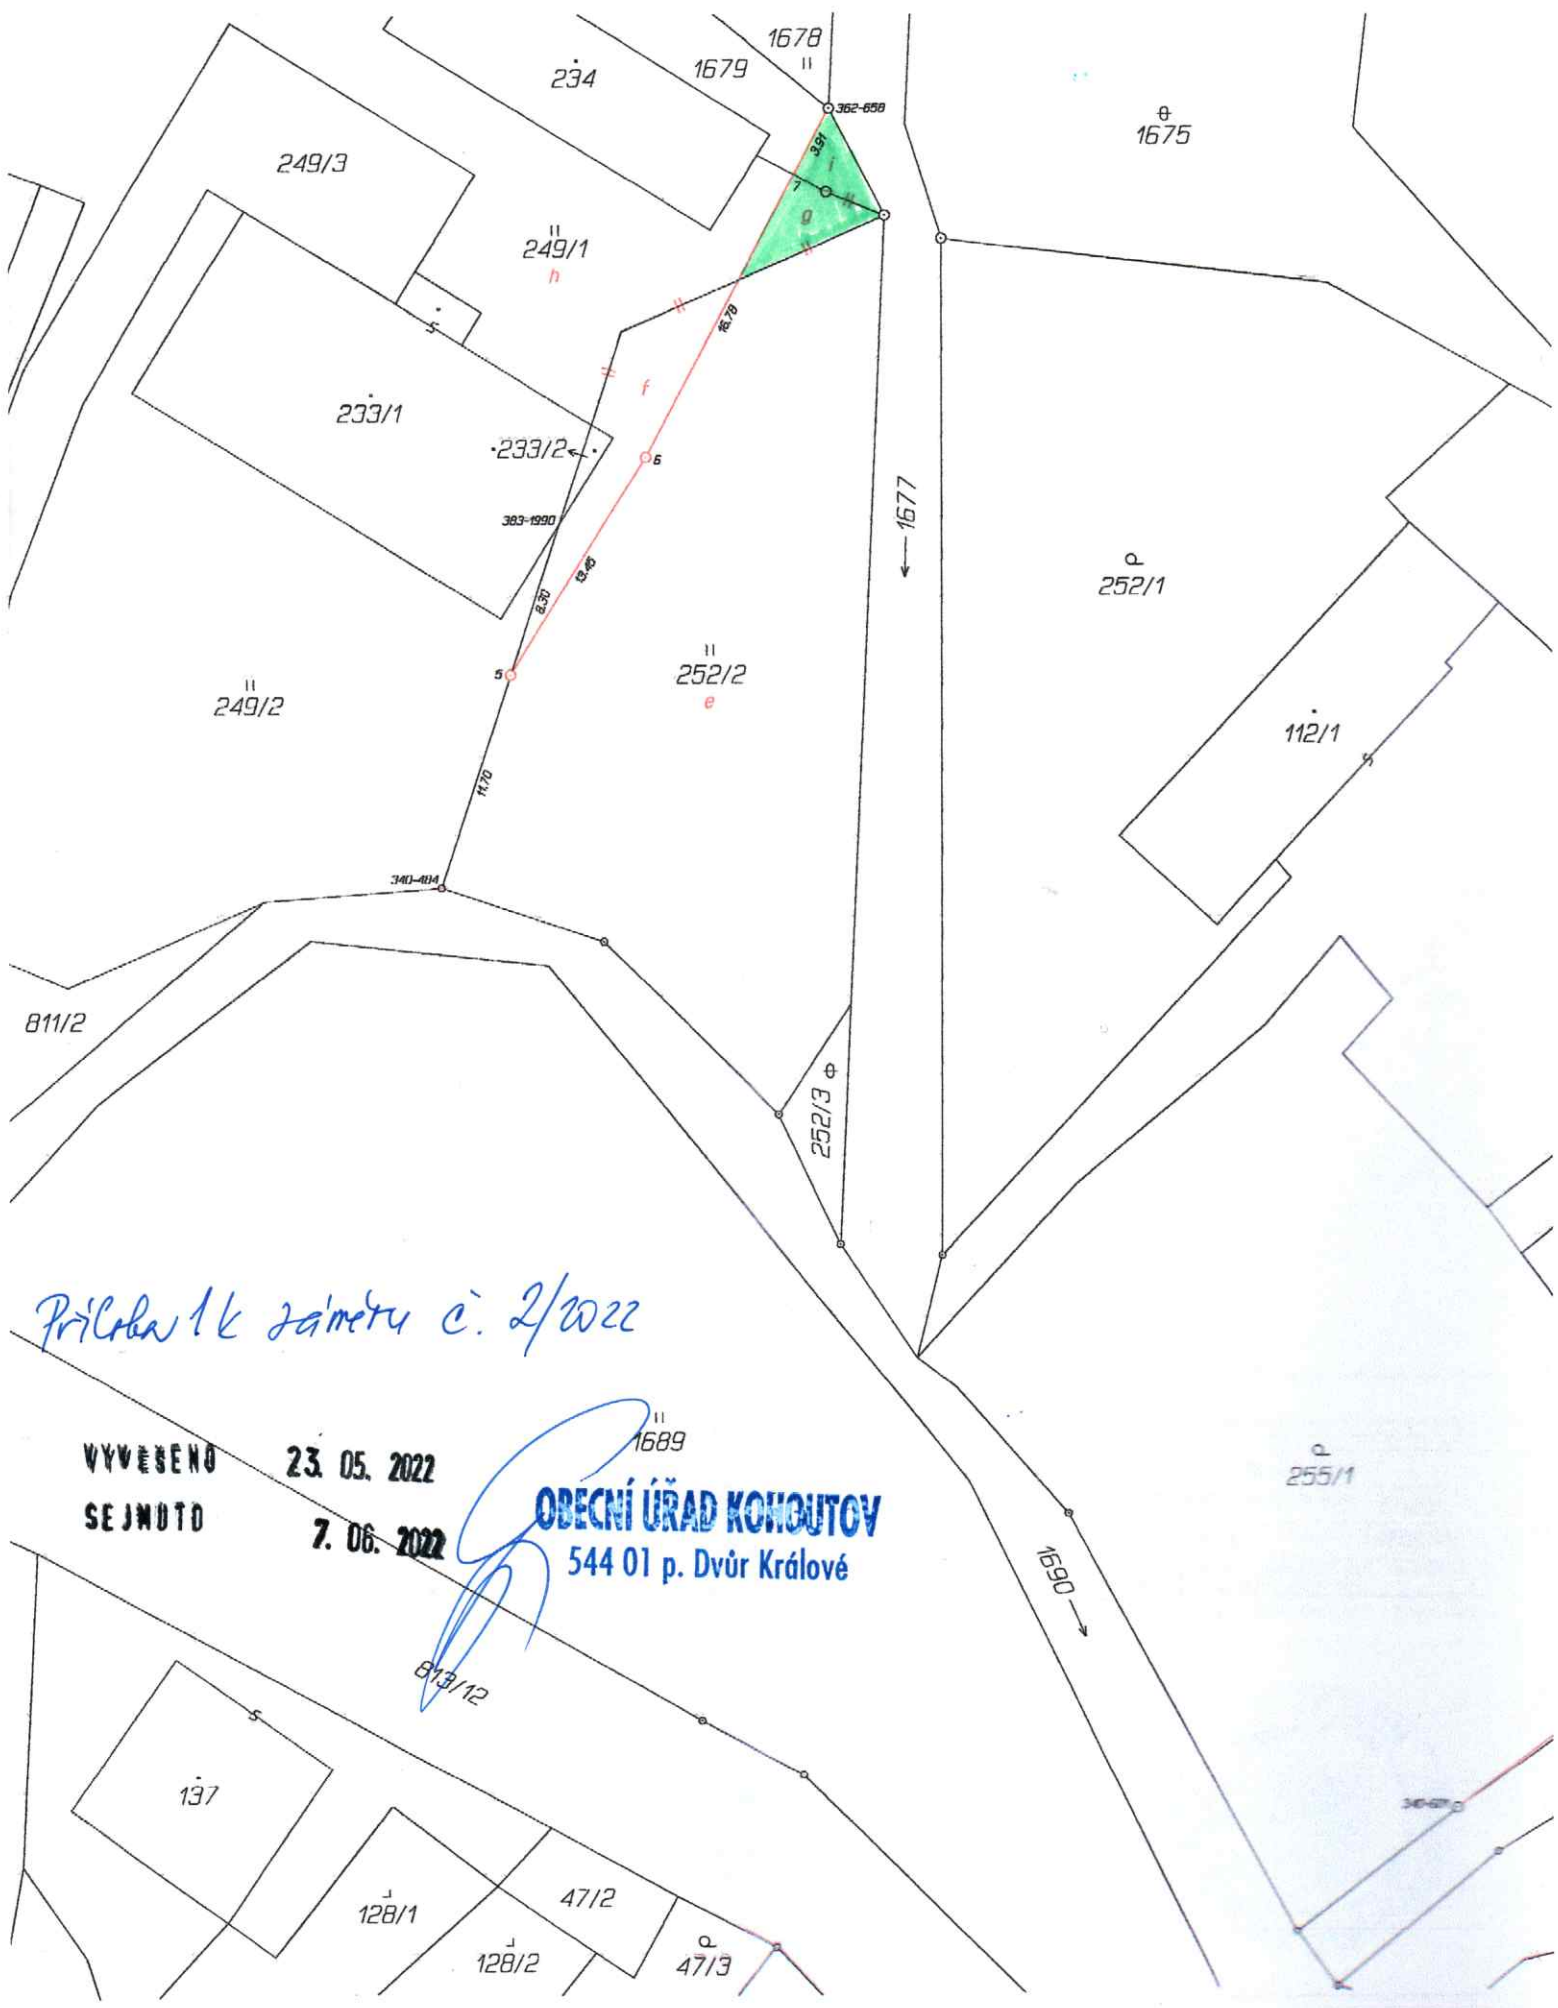 1678
1679
234
362-658
1675
249/3
3.91
i
7
g
249/1
h
16.78
s
f
233/1
233/2
6
1677
383-1990
13.45
252/1
8.30
252/2
e
5
249/2
112/1
s
11.70
340-484
811/2
252/3
Příloha 1 k záměru č. 2/2022
1689
VYVĚŠENO 23. 05. 2022
SEJMUTO 7. 06. 2022
OBECNÍ ÚŘAD KOHOUTOV
544 01 p. Dvůr Králové
255/1
1690
813/12
s
137
128/1
47/2
128/2
47/3